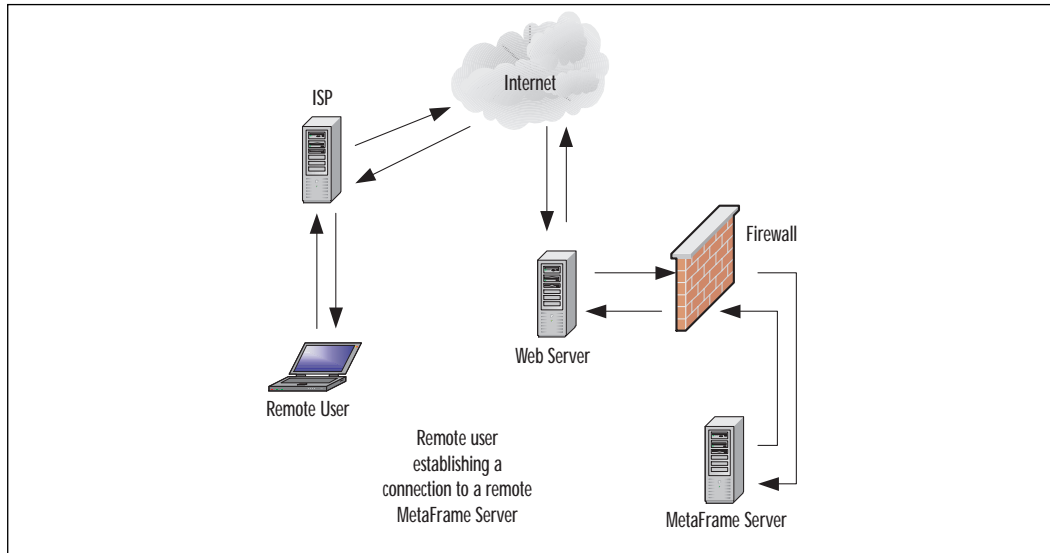 Internet
ISP
Firewall
Web Server
Remote User
Remote user
establishing a
connection to a remote
MetaFrame Server
MetaFrame Server